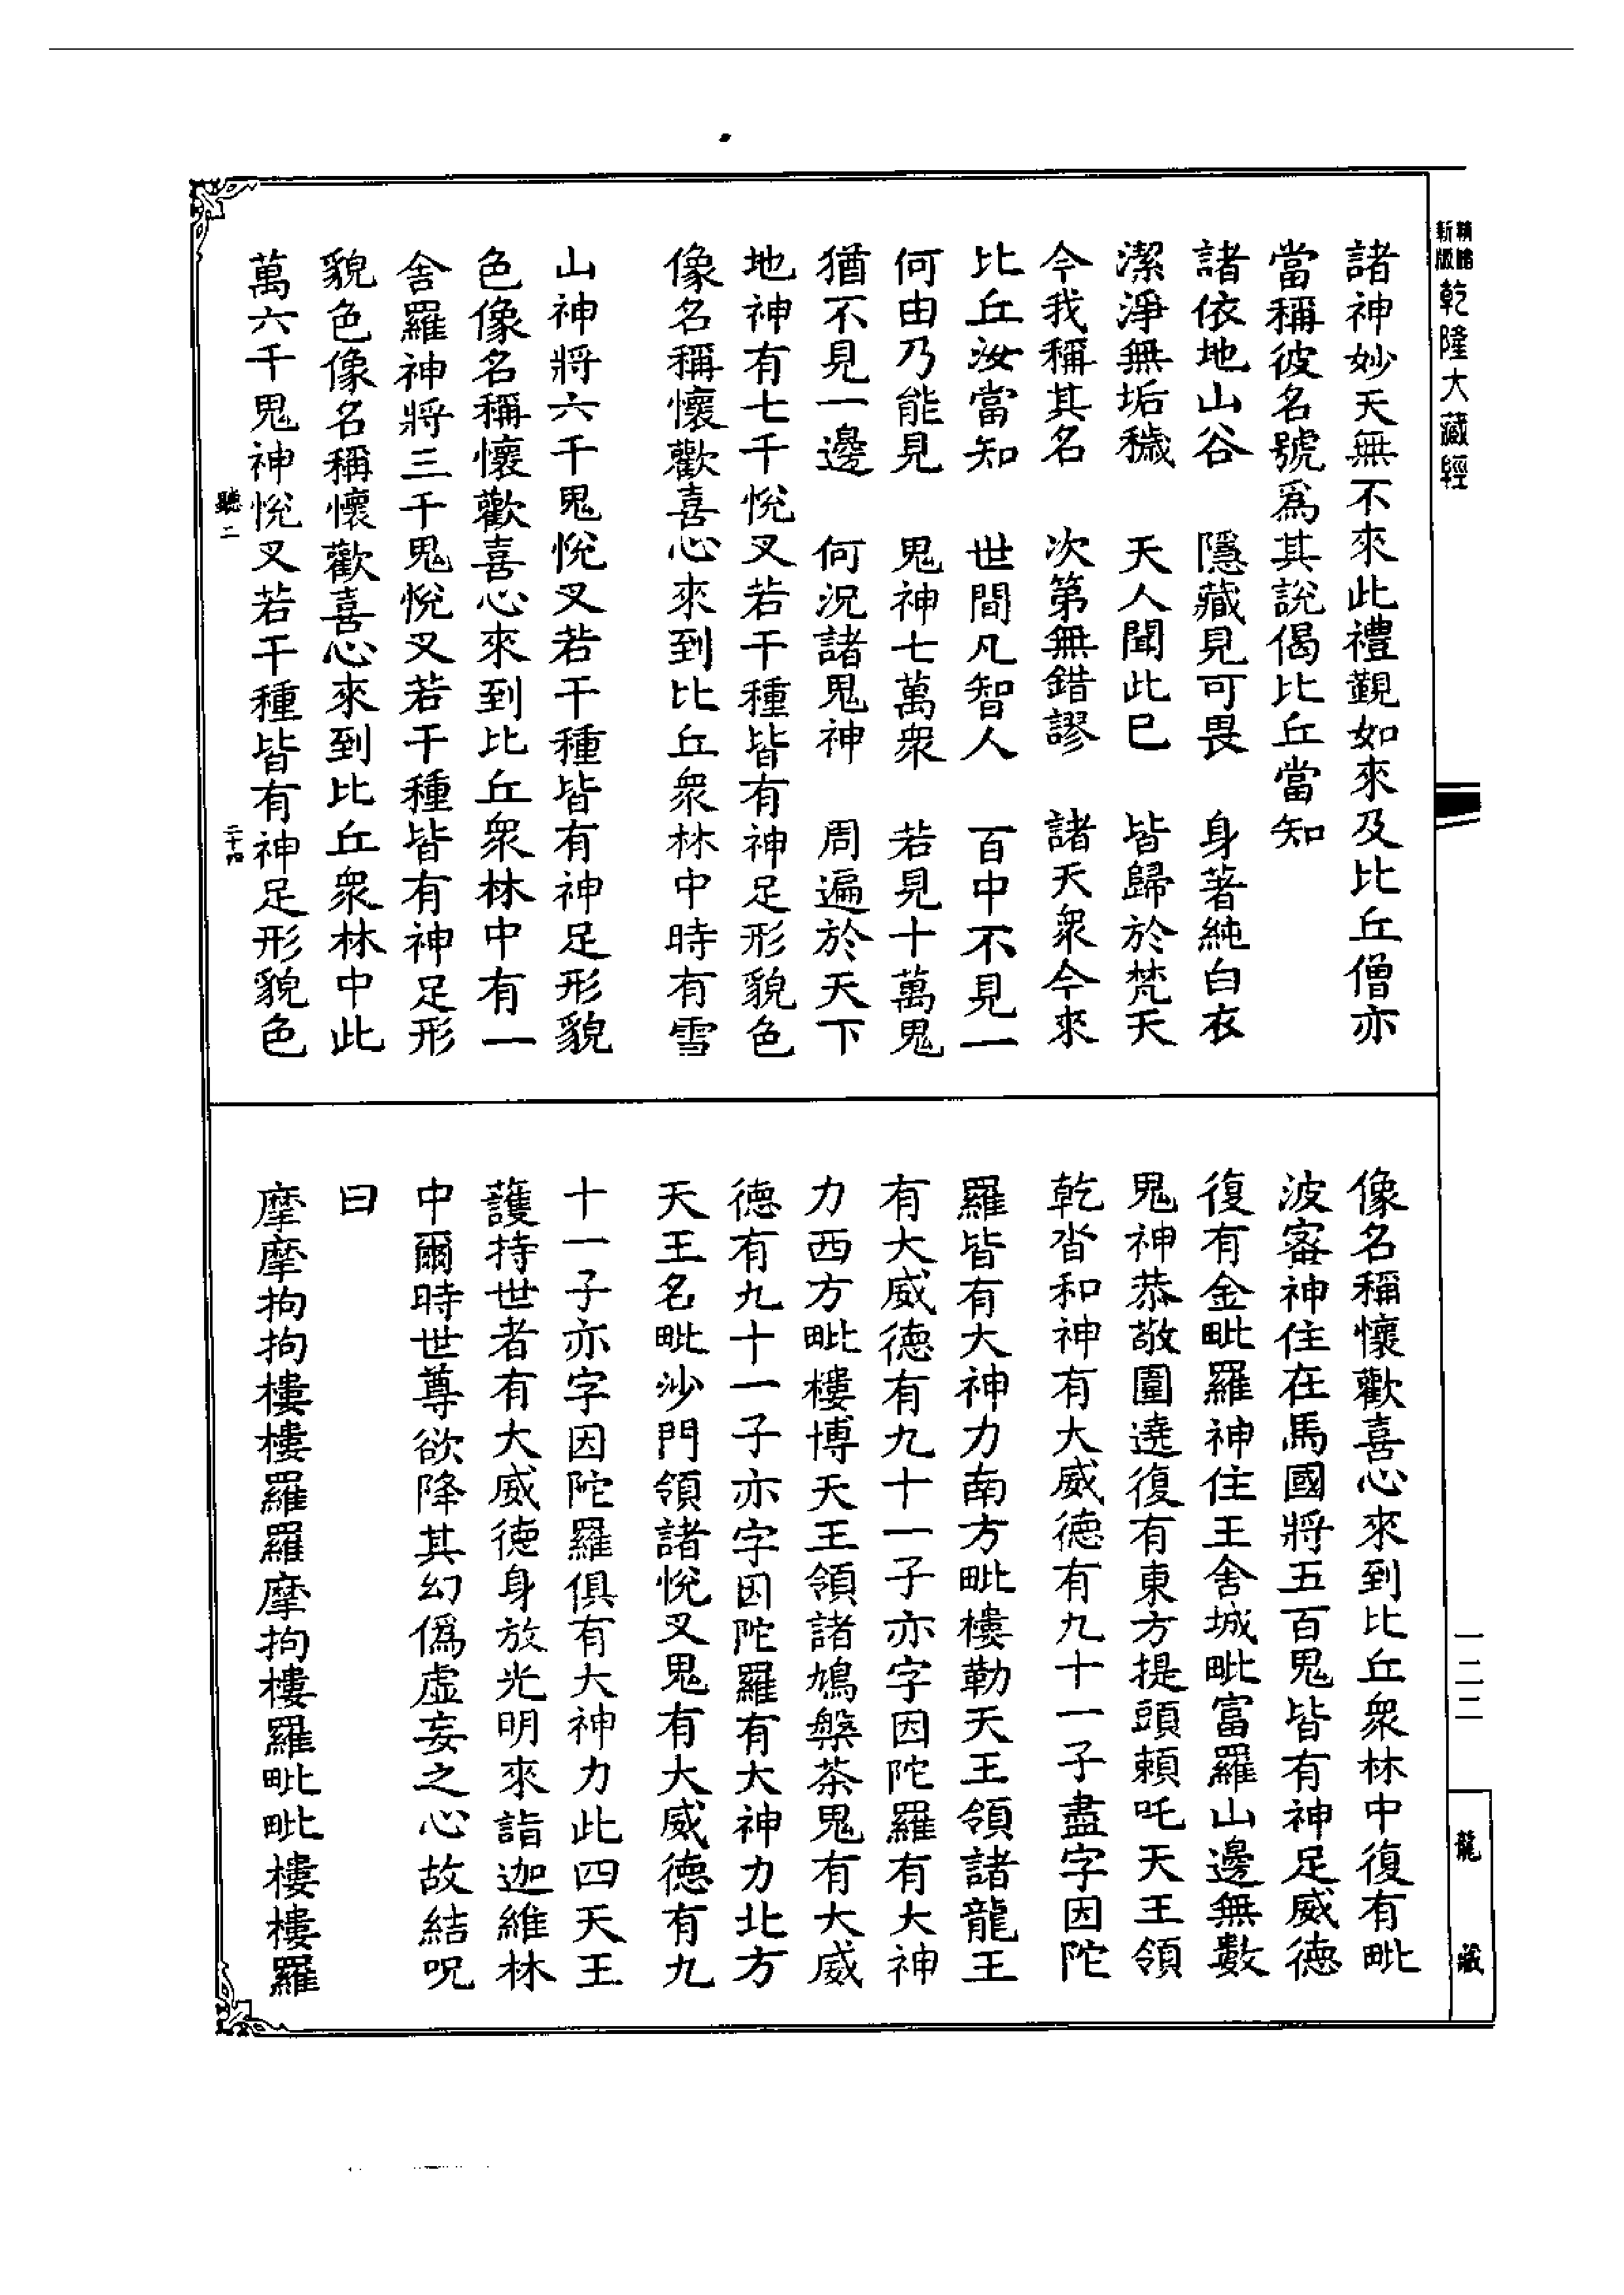 新版
乾隆大藏經
諸神妙天無不來此禮覲如來及比丘僧亦
當稱彼名號爲其說偈比丘當知
諸依地山谷　隱藏見可畏　身著純白衣
潔淨無垢穢　天人聞此已　皆歸於梵天
今我稱其名　次第無錯謬　諸天衆今來
比丘汝當知　世間凡智人　百中不見一
何由乃能見　鬼神七萬衆　若見十萬鬼
猶不見一邊　何況諸鬼神　周遍於天下
地神有七千悅叉若干種皆有神足形貌色
像名稱懷歡喜心來到比丘衆林中時有雪
山神將六千鬼悅叉若干種皆有神足形貌
色像名稱懷歡喜心來到比丘衆林中有一
舍羅神將三千鬼悅叉若干種皆有神足形
貌色像名稱懷歡喜心來到比丘衆林中此
萬六千鬼神悅叉若干種皆有神足形貌色
聽二
二十四
像名稱懷歡喜心來到比丘衆林中復有毗
波蜜神住在馬國將五百鬼皆有神足威德
復有金毗羅神住王舍城毗富羅山邊無數
鬼神恭敬圍遶復有東方提頭賴吒天王領
乾沓和神有大威德有九十一子盡字因陀
羅皆有大神力南方毗樓勒天王領諸龍王
有大威德有九十一子亦字因陀羅有大神
力西方毗樓博天王領諸鳩槃茶鬼有大威
德有九十一子亦字因陀羅有大神力北方
天王名毗沙門領諸悅叉鬼有大威德有九
十一子亦字因陀羅俱有大神力此四天王
護持世者有大威德身放光明來詣迦維林
中爾時世尊欲降其幻僞虛妄之心故結呪
曰
摩摩拘拘樓樓羅羅摩拘樓羅毗毗樓樓羅
一二二
龍藏